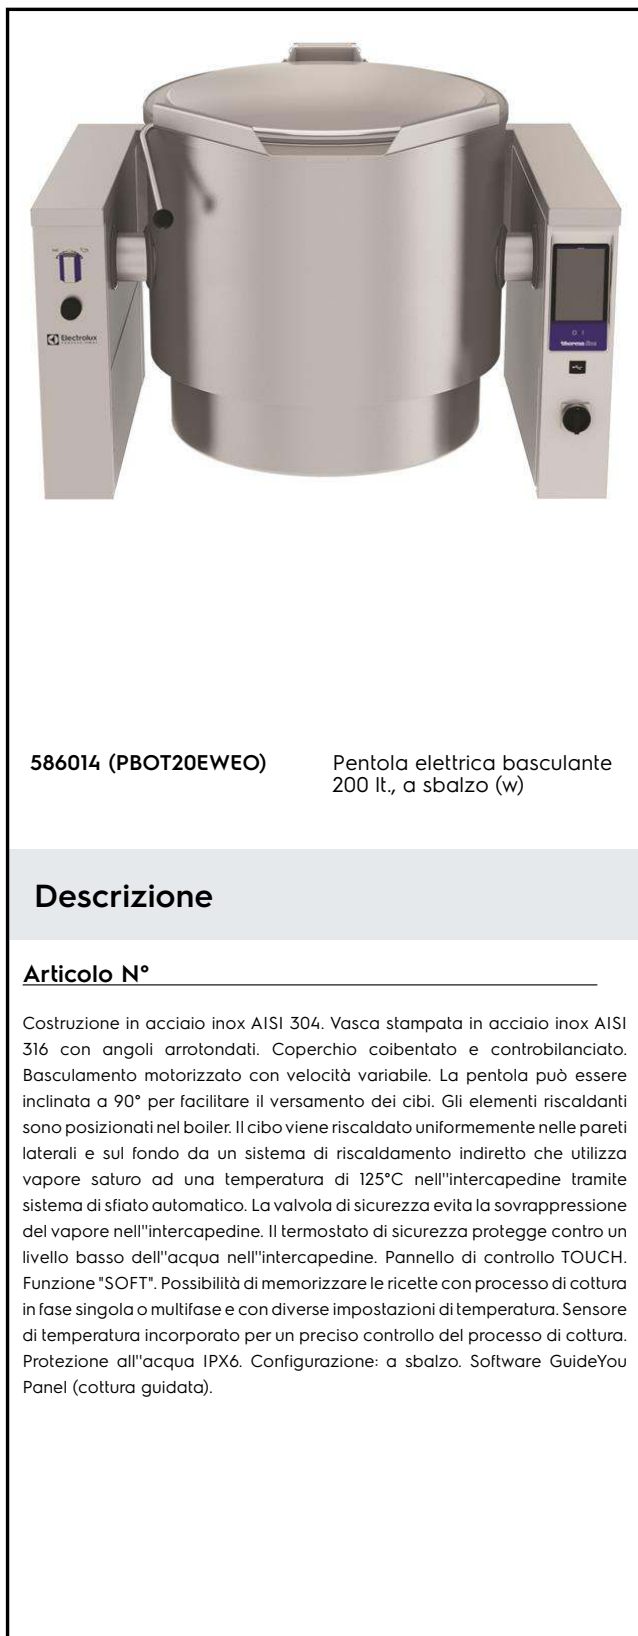 Electrolux
PROFESSIONAL
thermaline
586014 (PBOT20EWEO)
Pentola elettrica basculante
200 lt., a sbalzo (w)
Descrizione
Articolo N°
Costruzione in acciaio inox AISI 304. Vasca stampata in acciaio inox AISI
316 con angoli arrotondati. Coperchio coibentato e controbilanciato.
Basculamento motorizzato con velocità variabile. La pentola può essere
inclinata a 90° per facilitare il versamento dei cibi. Gli elementi riscaldanti
sono posizionati nel boiler. Il cibo viene riscaldato uniformemente nelle pareti
laterali e sul fondo da un sistema di riscaldamento indiretto che utilizza
vapore saturo ad una temperatura di 125°C nell''intercapedine tramite
sistema di sfiato automatico. La valvola di sicurezza evita la sovrappressione
del vapore nell''intercapedine. Il termostato di sicurezza protegge contro un
livello basso dell''acqua nell''intercapedine. Pannello di controllo TOUCH.
Funzione "SOFT". Possibilità di memorizzare le ricette con processo di cottura
in fase singola o multifase e con diverse impostazioni di temperatura. Sensore
di temperatura incorporato per un preciso controllo del processo di cottura.
Protezione all''acqua IPX6. Configurazione: a sbalzo. Software GuideYou
Panel (cottura guidata).